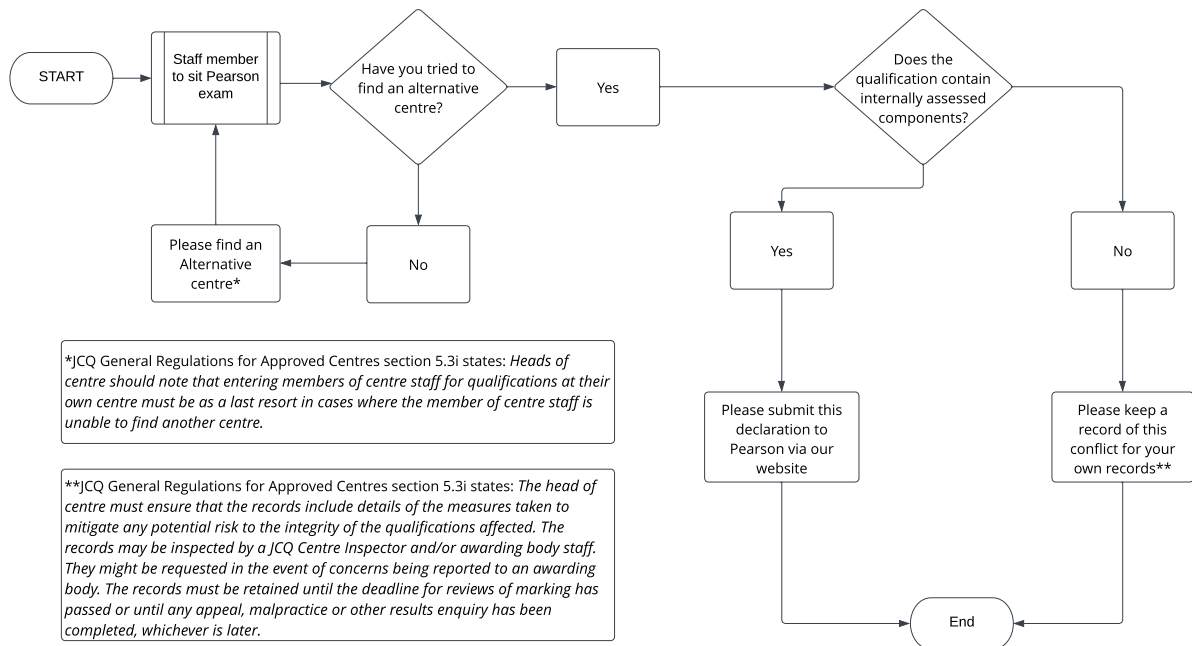 START
Staff member
to sit Pearson
exam
Have you tried to
find an alternative
centre?
Yes
Does the
qualification contain
internally assessed
components?
Please find an
Alternative
centre*
No
Yes
No
*JCQ General Regulations for Approved Centres section 5.3i states: Heads of
centre should note that entering members of centre staff for qualifications at their
own centre must be as a last resort in cases where the member of centre staff is
unable to find another centre.
Please submit this
declaration to
Pearson via our
website
Please keep a
record of this
conflict for your
own records**
**JCQ General Regulations for Approved Centres section 5.3i states: The head of
centre must ensure that the records include details of the measures taken to
mitigate any potential risk to the integrity of the qualifications affected. The
records may be inspected by a JCQ Centre Inspector and/or awarding body staff.
They might be requested in the event of concerns being reported to an awarding
body. The records must be retained until the deadline for reviews of marking has
passed or until any appeal, malpractice or other results enquiry has been
completed, whichever is later.
End